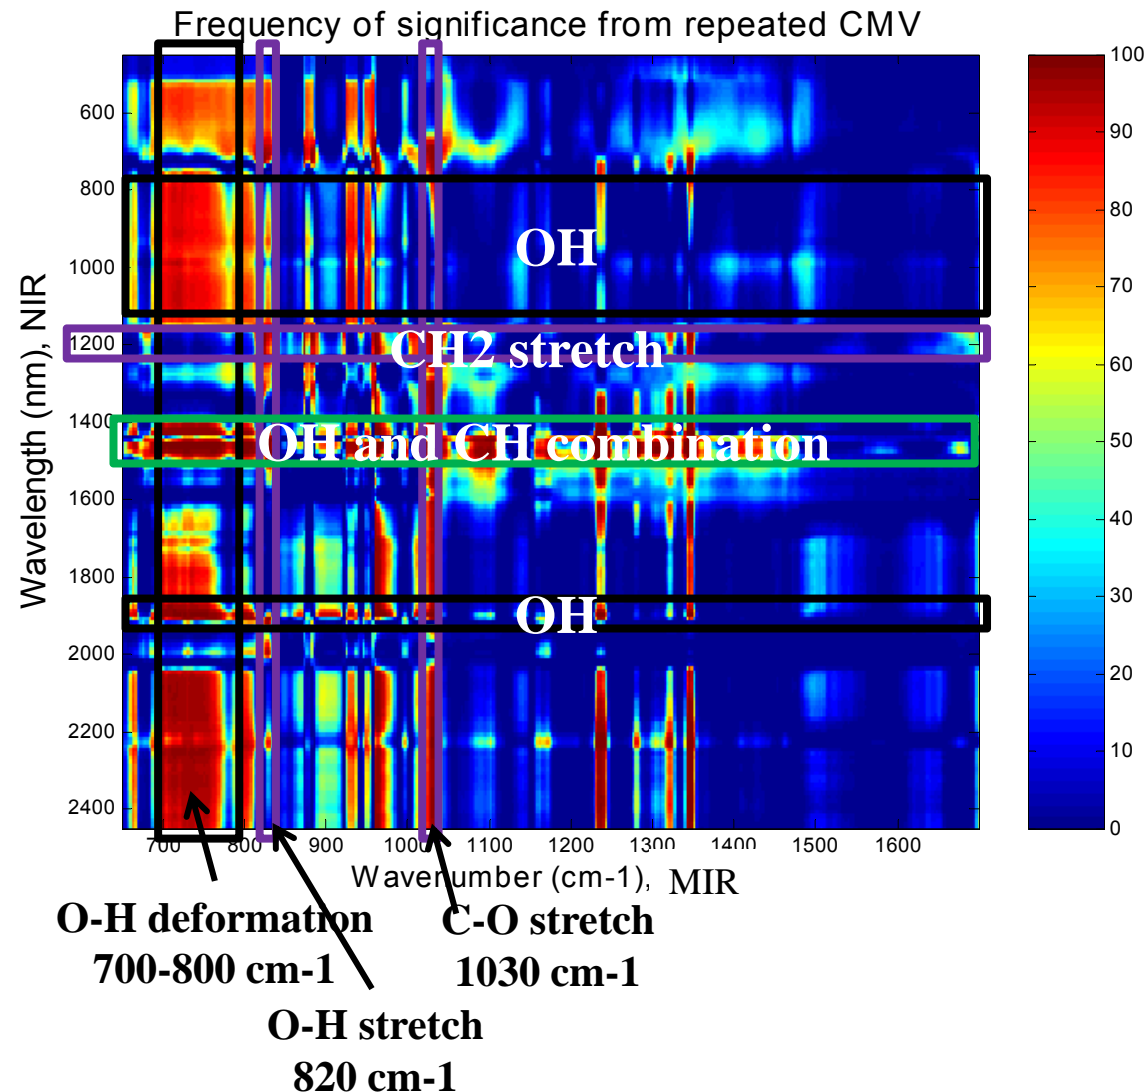 Frequency of significance from repeated CMV
Wavelength (nm), NIR
600
800
1000
1200
1400
1600
1800
2000
2200
2400
OH
CH2 stretch
OH and CH combination
OH
100
90
80
70
60
50
40
30
20
10
0
700 800 900 1000 1100 1200 1300 1400 1500 1600
Wavenumber (cm-1), MIR
O-H deformation
700-800 cm-1
C-O stretch
1030 cm-1
O-H stretch
820 cm-1